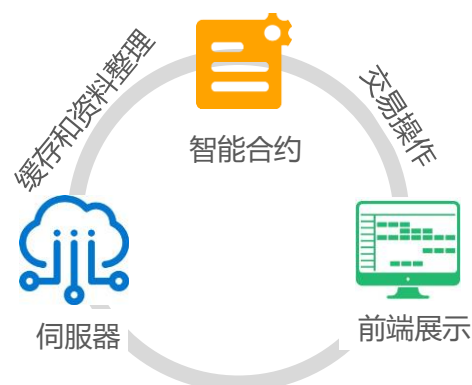 缓存和资料整理
交易操作
智能合约
伺服器
前端展示